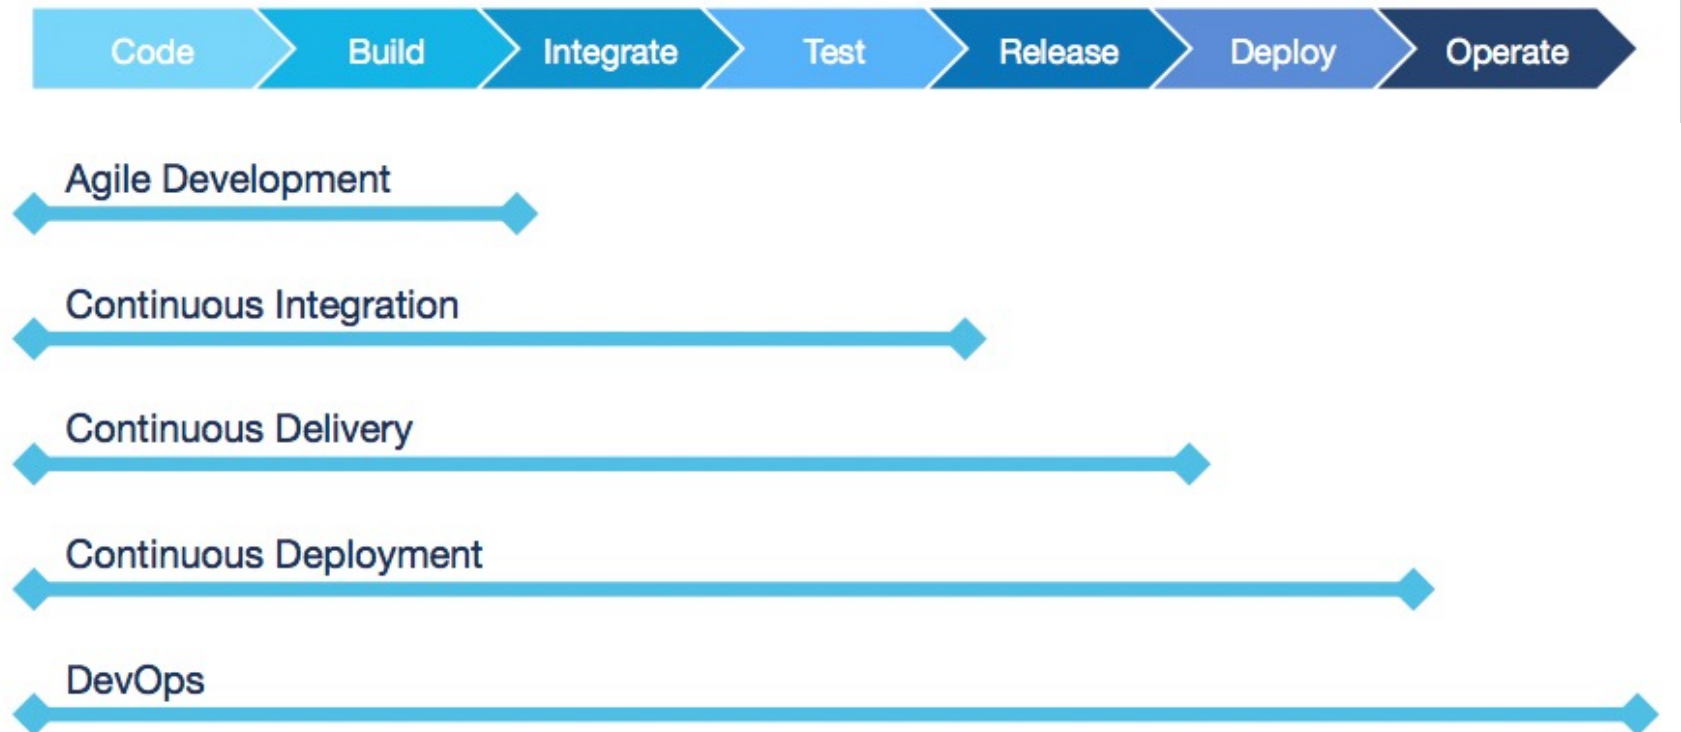 Code Build Integrate Test Release Deploy Operate
Agile Development
Continuous Integration
Continuous Delivery
Continuous Deployment
DevOps